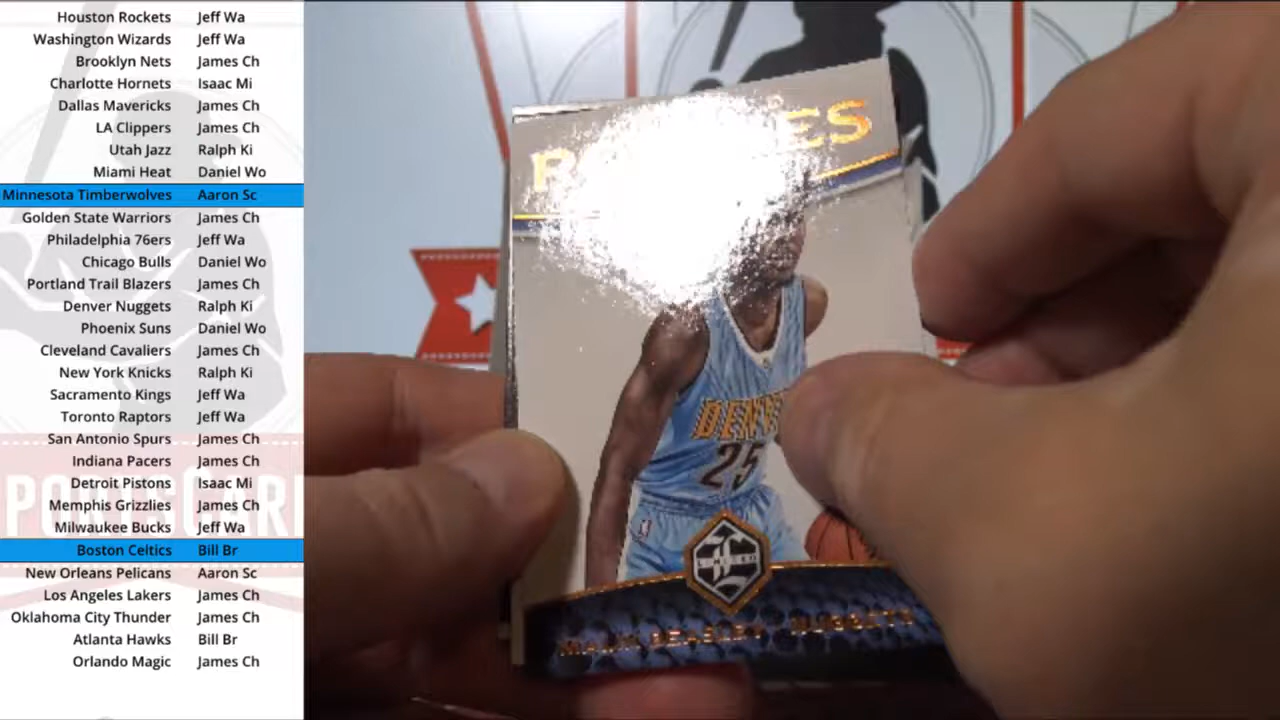 Houston Rockets Jeff Wa
Washington Wizards Jeff Wa
Brooklyn Nets James Ch
Charlotte Hornets Isaac Mi
Dallas Mavericks James Ch
LA Clippers James Ch
Utah Jazz Ralph Ki
Miami Heat Daniel Wo
Minnesota Timberwolves Aaron Sc
Golden State Warriors James Ch
Philadelphia 76ers Jeff Wa
Chicago Bulls Daniel Wo
Portland Trail Blazers James Ch
Denver Nuggets Ralph Ki
Phoenix Suns Daniel Wo
Cleveland Cavaliers James Ch
New York Knicks Ralph Ki
Sacramento Kings Jeff Wa
Toronto Raptors Jeff Wa
San Antonio Spurs James Ch
Indiana Pacers James Ch
Detroit Pistons Isaac Mi
Memphis Grizzlies James Ch
Milwaukee Bucks Jeff Wa
Boston Celtics Bill Br
New Orleans Pelicans Aaron Sc
Los Angeles Lakers James Ch
Oklahoma City Thunder James Ch
Atlanta Hawks Bill Br
Orlando Magic James Ch
PORTSCAR
DENV
25
LIMITED
MALIK BEASLEY NUGGETS